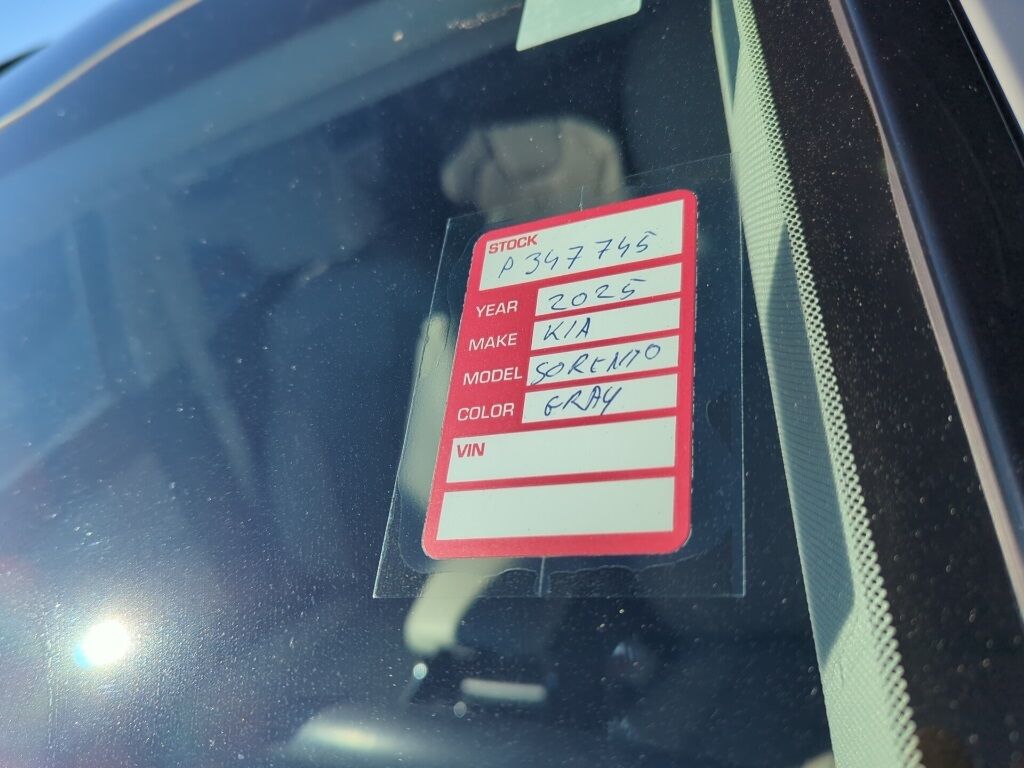 STOCK
P347745
YEAR 2025
MAKE KIA
MODEL SORENTO
COLOR GRAY
VIN